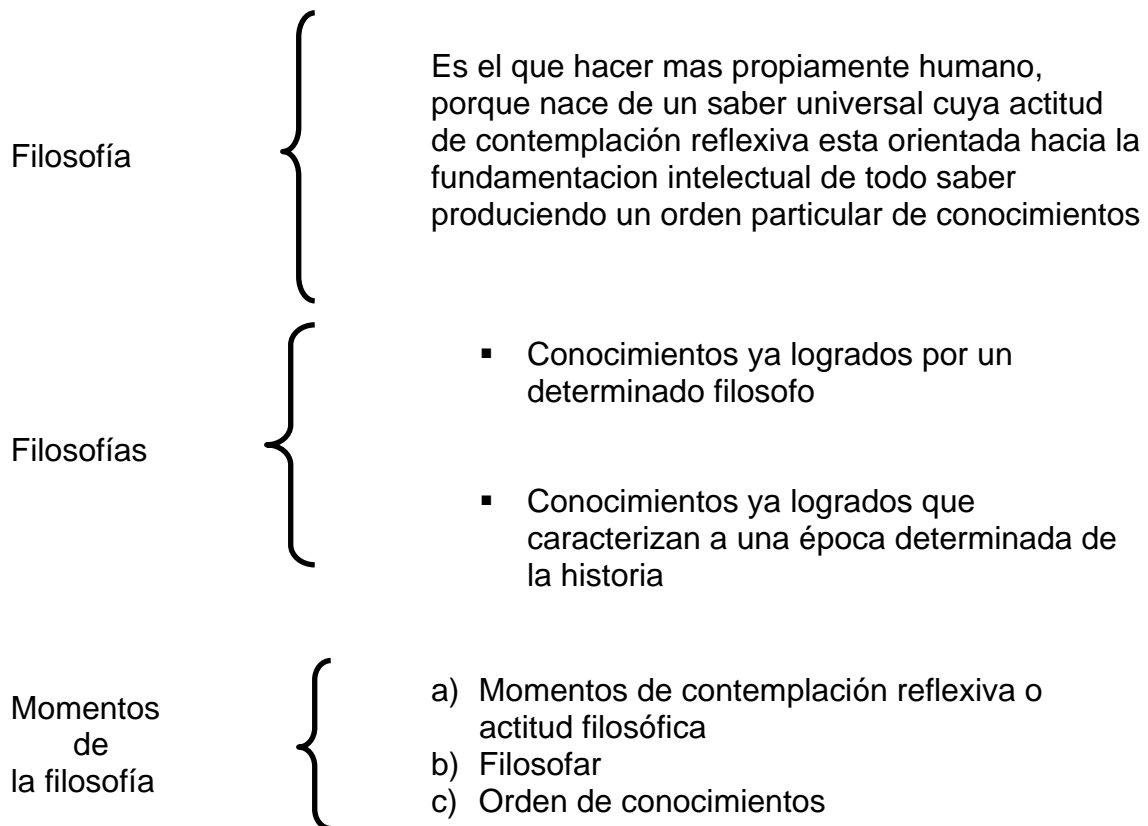 Filosofía
Es el que hacer mas propiamente humano,
porque nace de un saber universal cuya actitud
de contemplación reflexiva esta orientada hacia la
fundamentacion intelectual de todo saber
produciendo un orden particular de conocimientos
Filosofías
▪ Conocimientos ya logrados por un
determinado filosofo
▪ Conocimientos ya logrados que
caracterizan a una época determinada de
la historia
Momentos
de
la filosofía
a) Momentos de contemplación reflexiva o
actitud filosófica
b) Filosofar
c) Orden de conocimientos